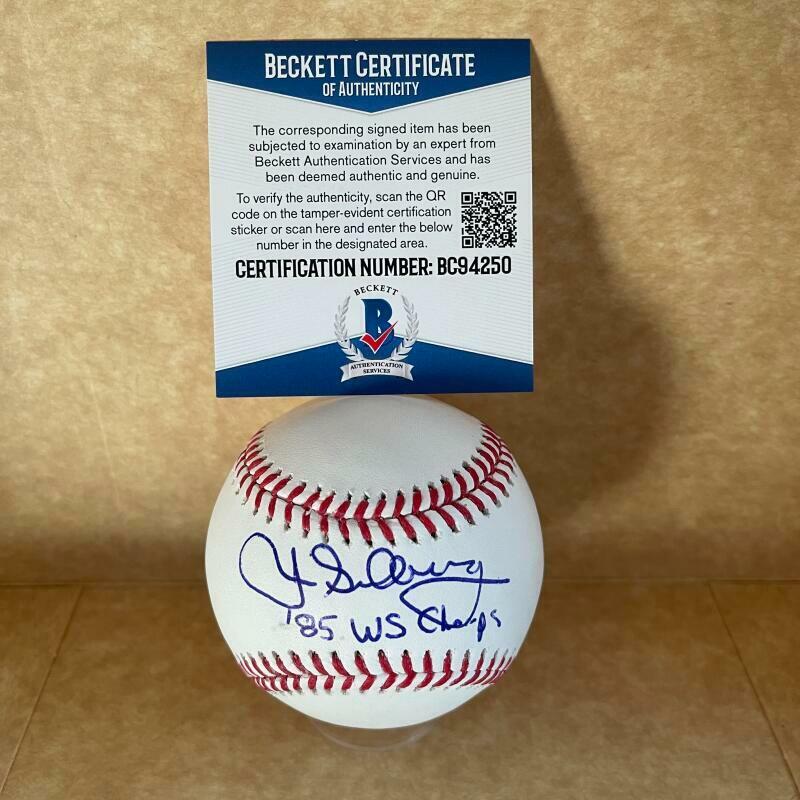 BECKETT CERTIFICATE
OF AUTHENTICITY
The corresponding signed item has been
subjected to examination by an expert from
Beckett Authentication Services and has
been deemed authentic and genuine.
To verify the authenticity, scan the QR
code on the tamper-evident certification
sticker or scan here and enter the below
number in the designated area.
CERTIFICATION NUMBER: BC94250
BECKETT
B
AUTHENTICATION
SERVICES
'85 WS Champs